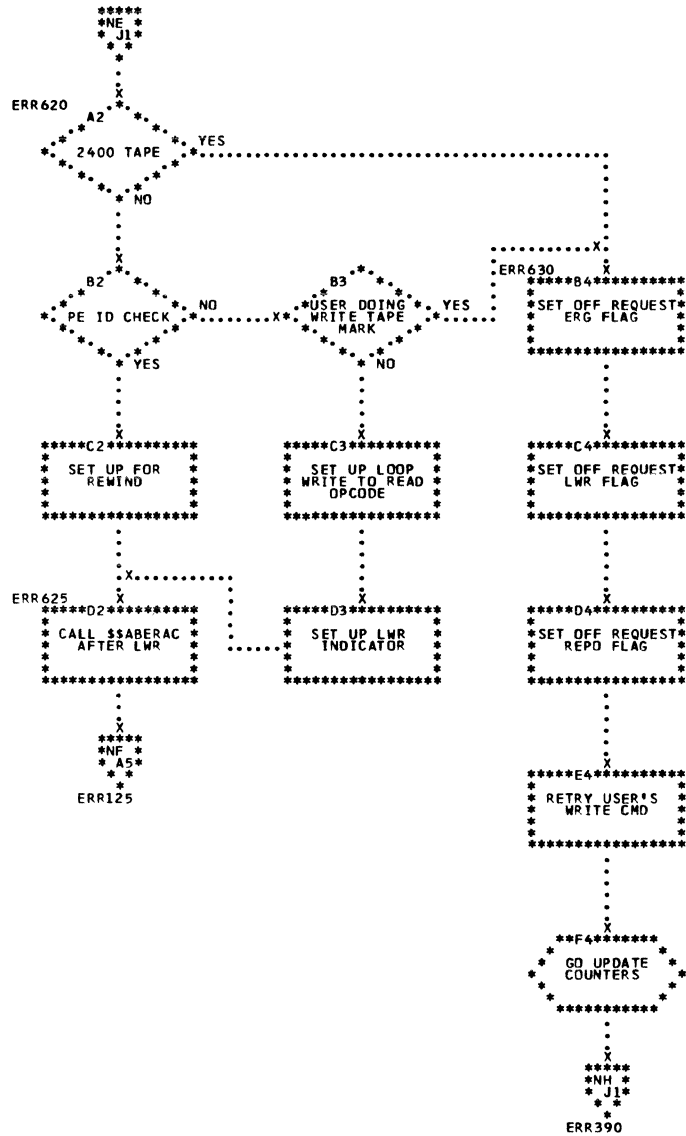 NE
J1
ERR620
A2
2400 TAPE
YES
NO
B2
PE ID CHECK
NO
YES
B3
USER DOING
WRITE TAPE
MARK
YES
NO
ERR630
B4
SET OFF REQUEST
ERG FLAG
C2
SET UP FOR
REWIND
C3
SET UP LOOP
WRITE TO READ
OPCODE
C4
SET OFF REQUEST
LWR FLAG
ERR625
D2
CALL $$ABERAC
AFTER LWR
D3
SET UP LWR
INDICATOR
D4
SET OFF REQUEST
REPO FLAG
NF
A5
ERR125
E4
RETRY USER'S
WRITE CMD
F4
GO UPDATE
COUNTERS
NH
J1
ERR390